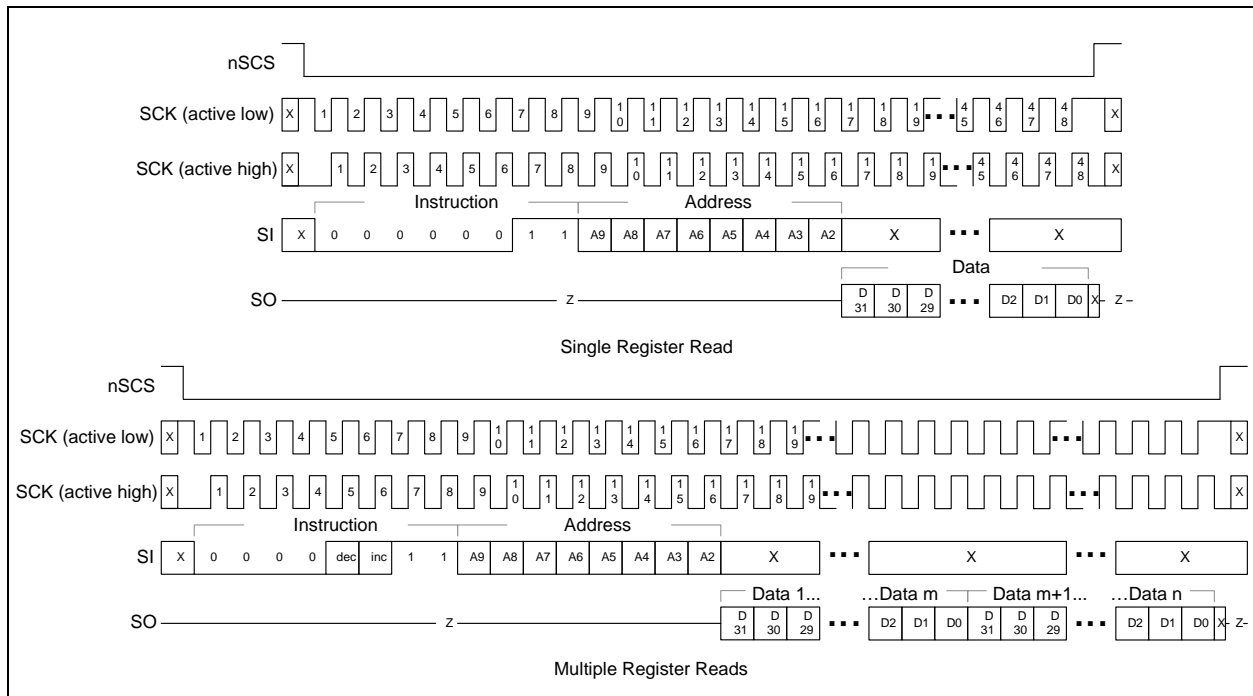 nSCS
SCK (active low) X 1 2 3 4 5 6 7 8 9 10 11 12 13 14 15 16 17 18 19 45 46 47 48 X
SCK (active high) X 1 2 3 4 5 6 7 8 9 10 11 12 13 14 15 16 17 18 19 45 46 47 48 X
Instruction Address
SI X 0 0 0 0 0 0 1 1 A9 A8 A7 A6 A5 A4 A3 A2 X X
Data
SO Z D31 D30 D29 D2 D1 D0 X Z
Single Register Read
nSCS
SCK (active low) X 1 2 3 4 5 6 7 8 9 10 11 12 13 14 15 16 17 18 19 X
SCK (active high) X 1 2 3 4 5 6 7 8 9 10 11 12 13 14 15 16 17 18 19 X
Instruction Address
SI X 0 0 0 0 dec inc 1 1 A9 A8 A7 A6 A5 A4 A3 A2 X X X
Data 1... ...Data m Data m+1... ...Data n
SO Z D31 D30 D29 D2 D1 D0 D31 D30 D29 D2 D1 D0 X Z
Multiple Register Reads